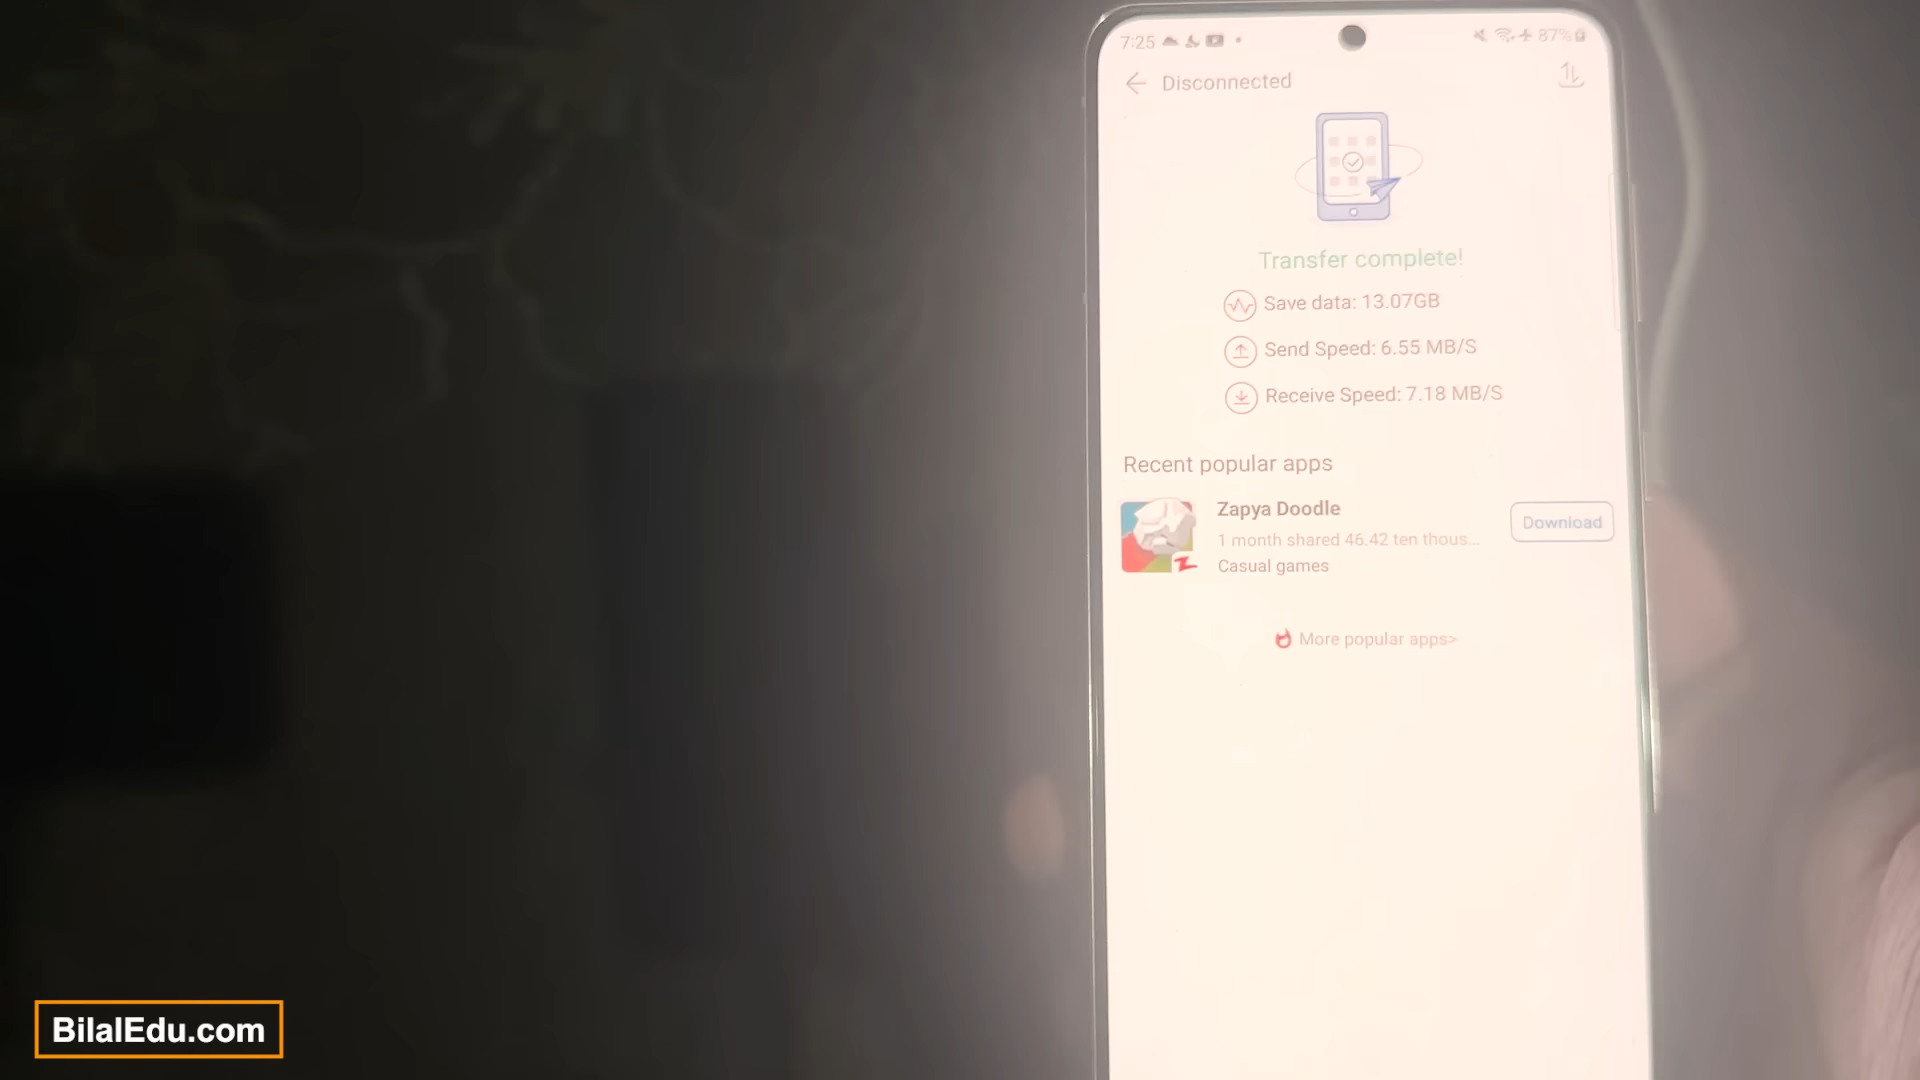 7:25
87%
Disconnected
Transfer complete!
Save data: 13.07GB
Send Speed: 6.55 MB/S
Receive Speed: 7.18 MB/S
Recent popular apps
Zapya Doodle
1 month shared 46.42 ten thous...
Casual games
Download
More popular apps>
BilalEdu.com